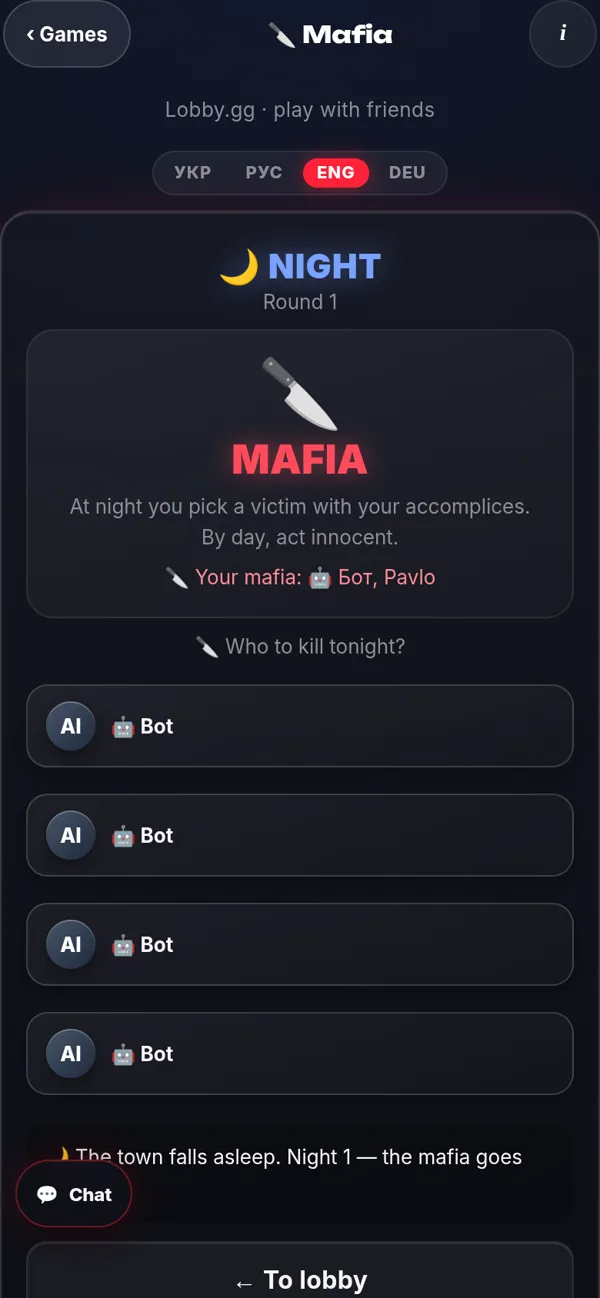 ‹ Games
🔪 Mafia
i
Lobby.gg · play with friends
УКР РУС ENG DEU
🌙 NIGHT
Round 1
MAFIA
At night you pick a victim with your accomplices.
By day, act innocent.
🔪 Your mafia: 🤖 Бот, Pavlo
🔪 Who to kill tonight?
AI 🤖 Bot
AI 🤖 Bot
AI 🤖 Bot
AI 🤖 Bot
🌙 The town falls asleep. Night 1 — the mafia goes
💬 Chat
← To lobby